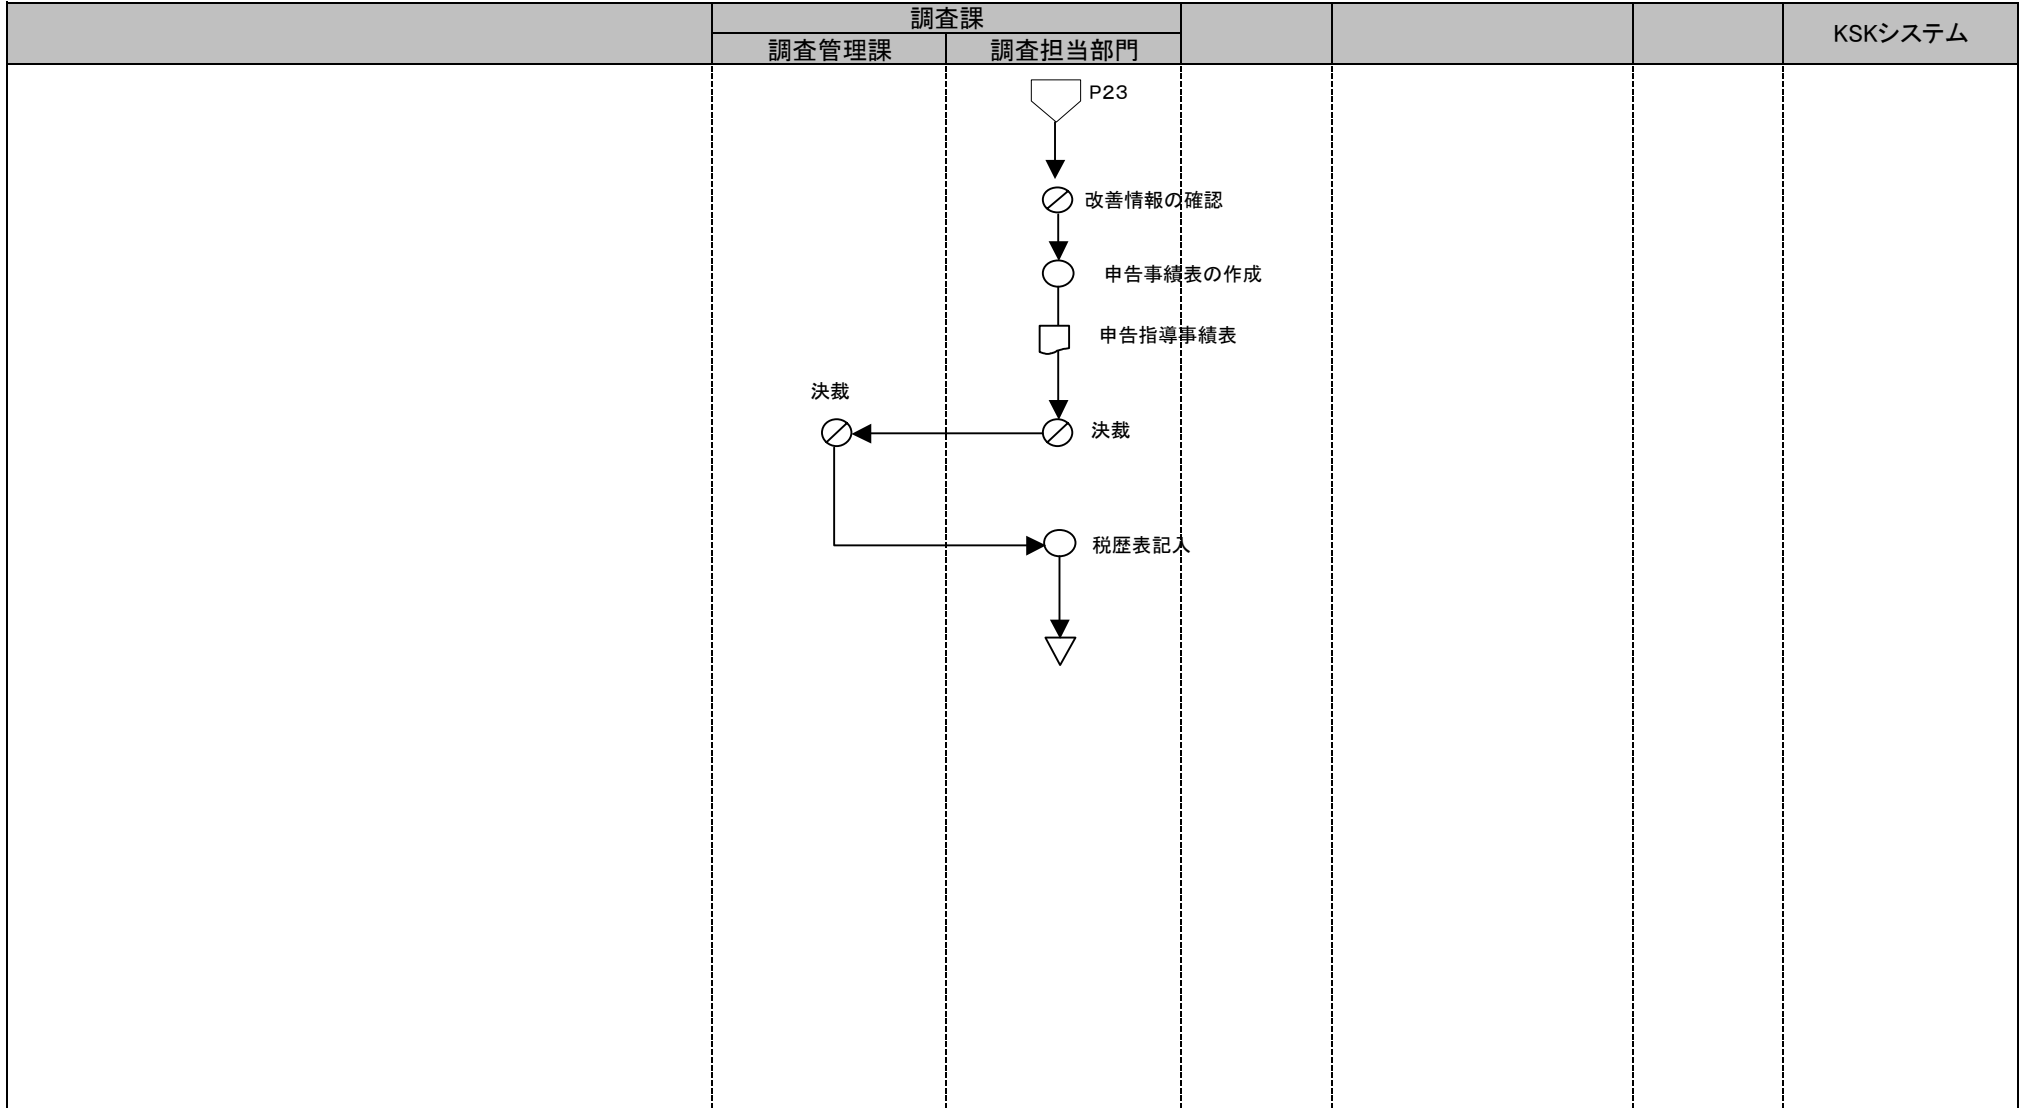 調査課
調査管理課
調査担当部門
KSKシステム
P23
改善情報の確認
申告事績表の作成
申告指導事績表
決裁
決裁
税歴表記入